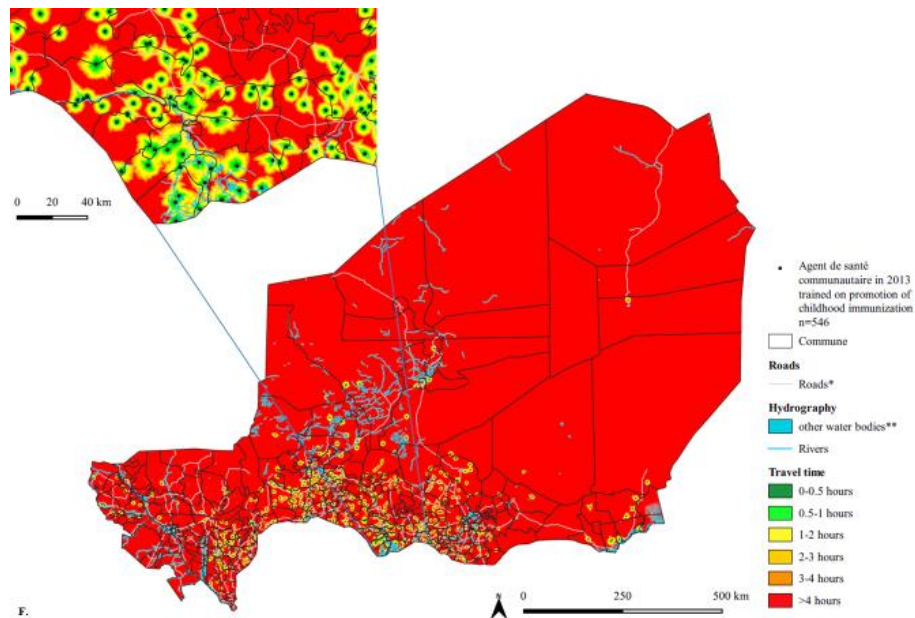 0 20 40 km
Agent de santé
communautaire in 2013
trained on promotion of
childhood immunization
n=546
Commune
Roads
Roads*
Hydrography
other water bodies**
Rivers
Travel time
0-0.5 hours
0.5-1 hours
1-2 hours
2-3 hours
3-4 hours
>4 hours
F.
N
0 250 500 km